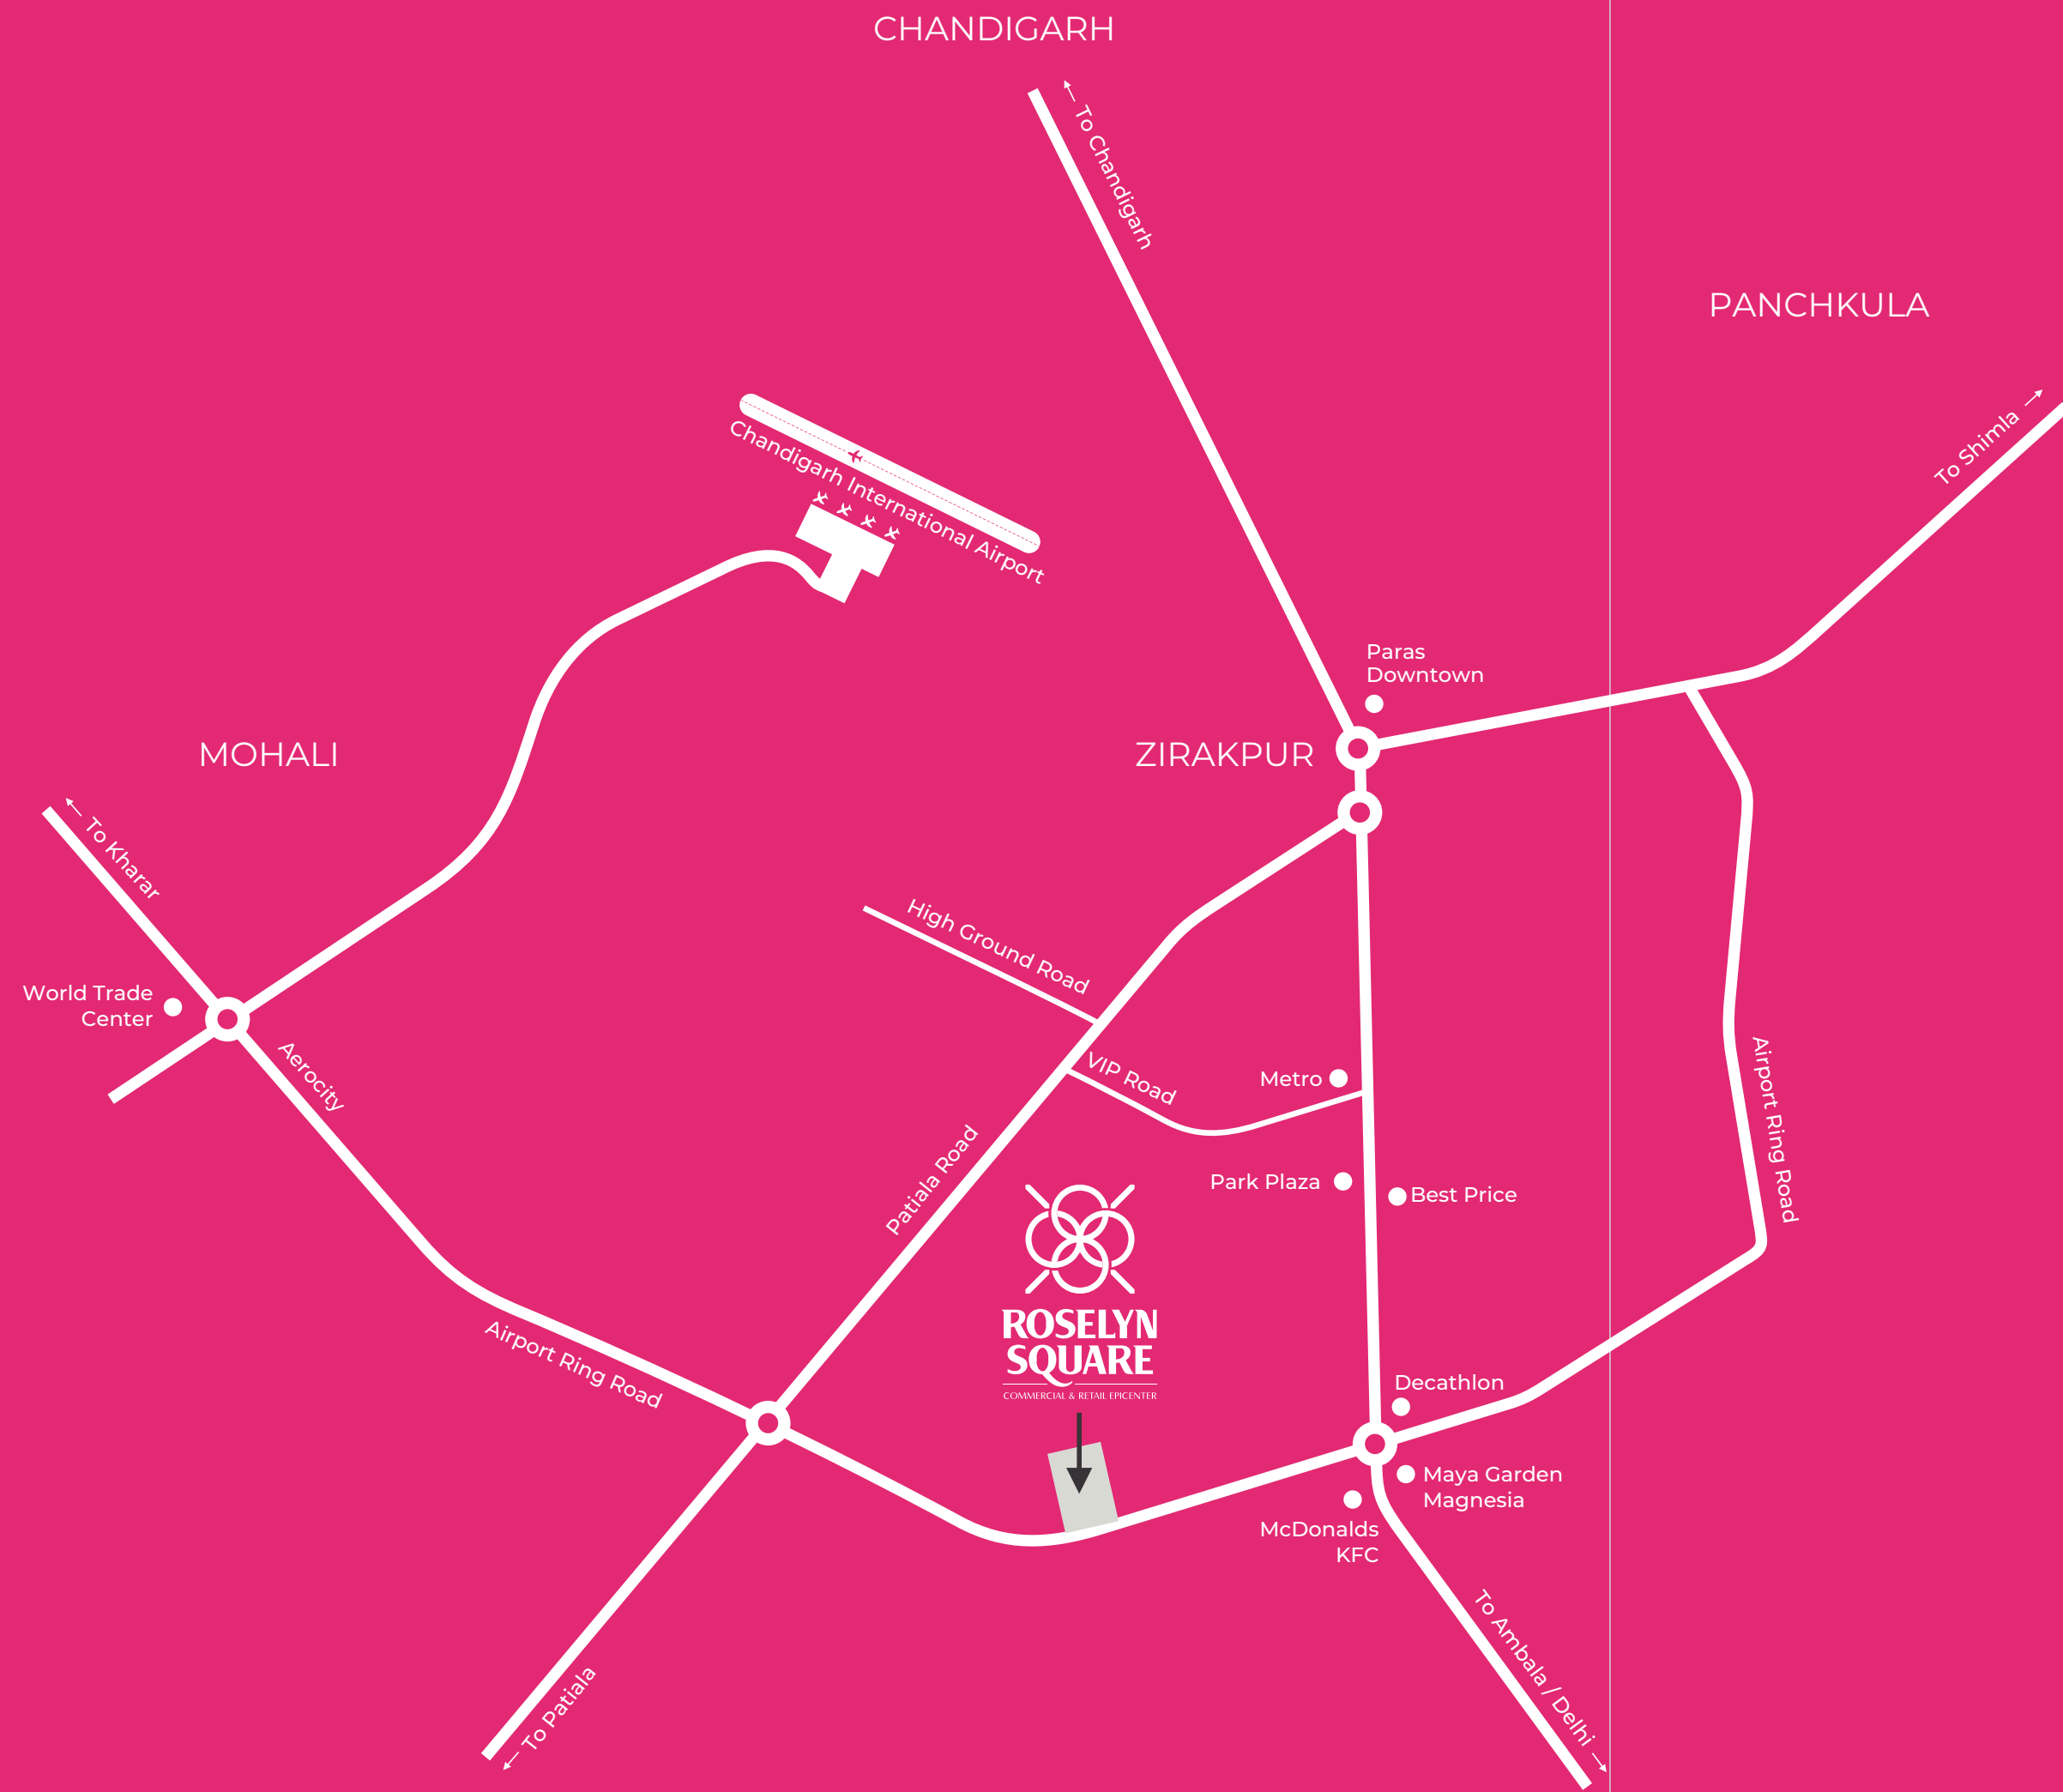 CHANDIGARH
To Chandigarh
PANCHKULA
To Shimla
Chandigarh International Airport
Paras
Downtown
MOHALI
ZIRAKPUR
To Kharar
High Ground Road
World Trade
Center
Aerocity
VIP Road
Metro
Airport Ring Road
Patiala Road
Park Plaza
Best Price
ROSELYN
SQUARE
COMMERCIAL & RETAIL EPICENTER
Airport Ring Road
Decathlon
Maya Garden
Magnesia
McDonalds
KFC
To Ambala / Delhi
To Patiala